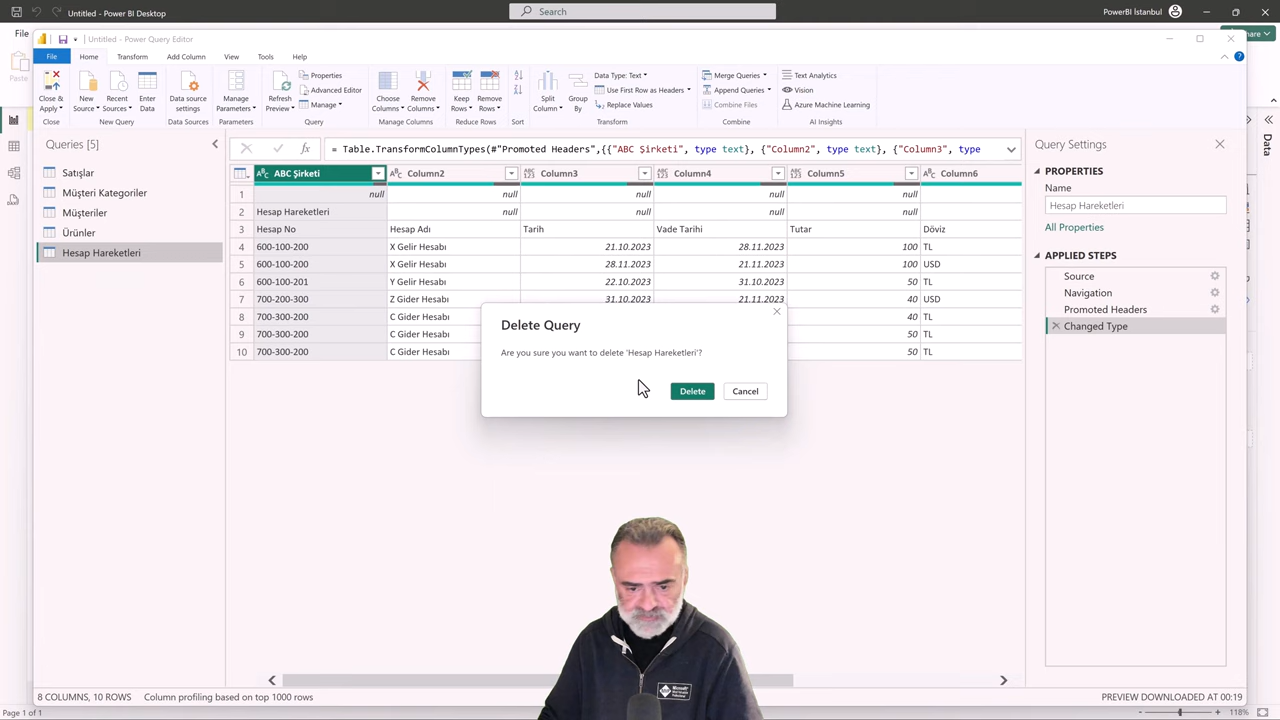 Untitled - Power BI Desktop
Search
PowerBI Istanbul
File
Share
Paste
Untitled - Power Query Editor
File
Home
Transform
Add Column
View
Tools
Help
Close & Apply
New Source
Recent Sources
Enter Data
Data source settings
Manage Parameters
Refresh Preview
Properties
Advanced Editor
Manage
Choose Columns
Remove Columns
Keep Rows
Remove Rows
Split Column
Group By
Data Type: Text
Use First Row as Headers
Replace Values
Merge Queries
Append Queries
Combine Files
Text Analytics
Vision
Azure Machine Learning
Close
New Query
Data Sources
Parameters
Query
Manage Columns
Reduce Rows
Sort
Transform
Combine
AI Insights
Queries [5]
Satışlar
Müşteri Kategoriler
Müşteriler
Ürünler
Hesap Hareketleri
fx
= Table.TransformColumnTypes(#"Promoted Headers",{{"ABC Şirketi", type text}, {"Column2", type text}, {"Column3", type
ABC Şirketi Column2 Column3 Column4 Column5 Column6
1 null null null null null
2 Hesap Hareketleri null null null null
3 Hesap No Hesap Adı Tarih Vade Tarihi Tutar Döviz
4 600-100-200 X Gelir Hesabı 21.10.2023 28.11.2023 100 TL
5 600-100-200 X Gelir Hesabı 28.11.2023 21.11.2023 100 USD
6 600-100-201 Y Gelir Hesabı 22.10.2023 31.10.2023 50 TL
7 700-200-300 Z Gider Hesabı 31.10.2023 21.11.2023 40 USD
8 700-300-200 C Gider Hesabı 40 TL
9 700-300-200 C Gider Hesabı 50 TL
10 700-300-200 C Gider Hesabı 50 TL
Delete Query
Are you sure you want to delete 'Hesap Hareketleri'?
Delete
Cancel
Query Settings
PROPERTIES
Name
Hesap Hareketleri
All Properties
APPLIED STEPS
Source
Navigation
Promoted Headers
Changed Type
Data
Microsoft
8 COLUMNS, 10 ROWS
Column profiling based on top 1000 rows
PREVIEW DOWNLOADED AT 00:19
Page 1 of 1
118%